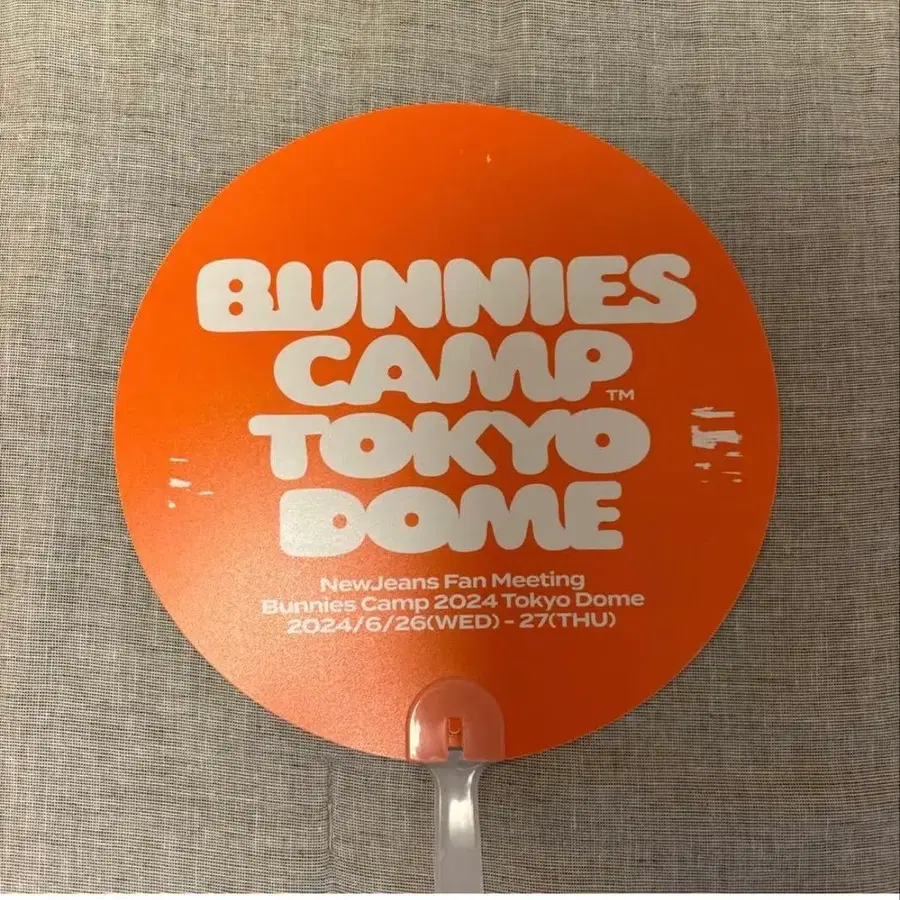 BUNNIES
CAMP™
TOKYO
DOME
NewJeans Fan Meeting
Bunnies Camp 2024 Tokyo Dome
2024/6/26(WED) - 27(THU)